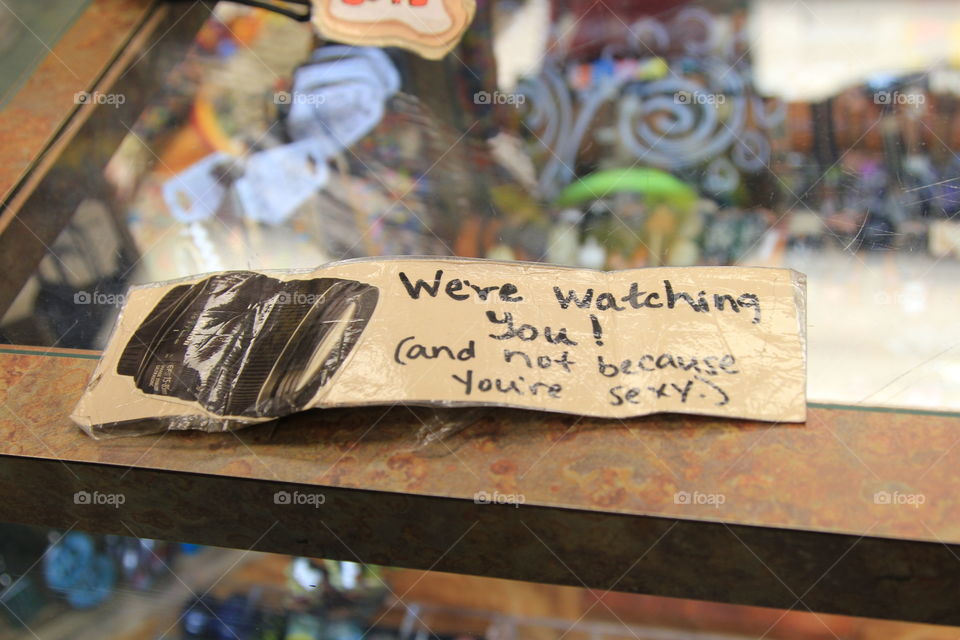 We're Watching
You!
(and not because
you're sexy.)